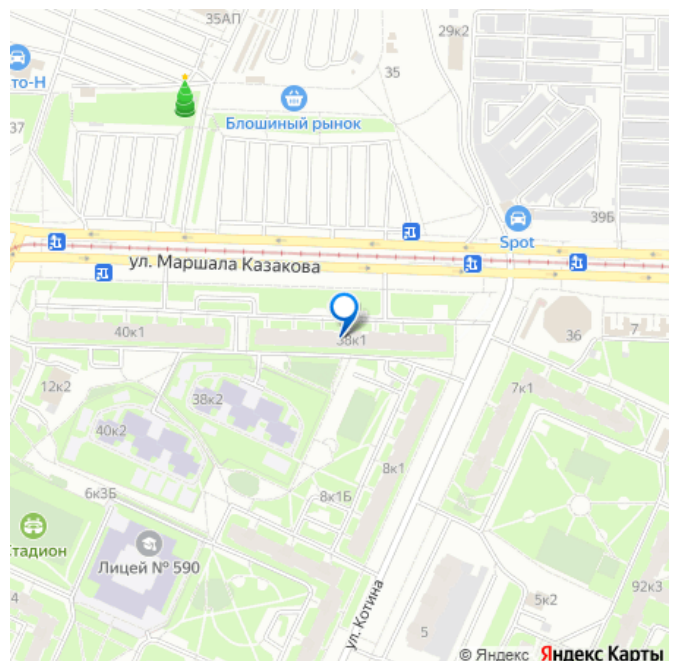 35АП
29к2
то-Н
35
Блошиный рынок
37
39Б
Spot
ул. Маршала Казакова
40к1
38к1
36
7
12к2
38к2
7к1
40к2
8к1
6к3Б
8к1Б
Стадион
Лицей № 590
4
ул. Котина
5
5к2
92к3
© Яндекс Яндекс Карты